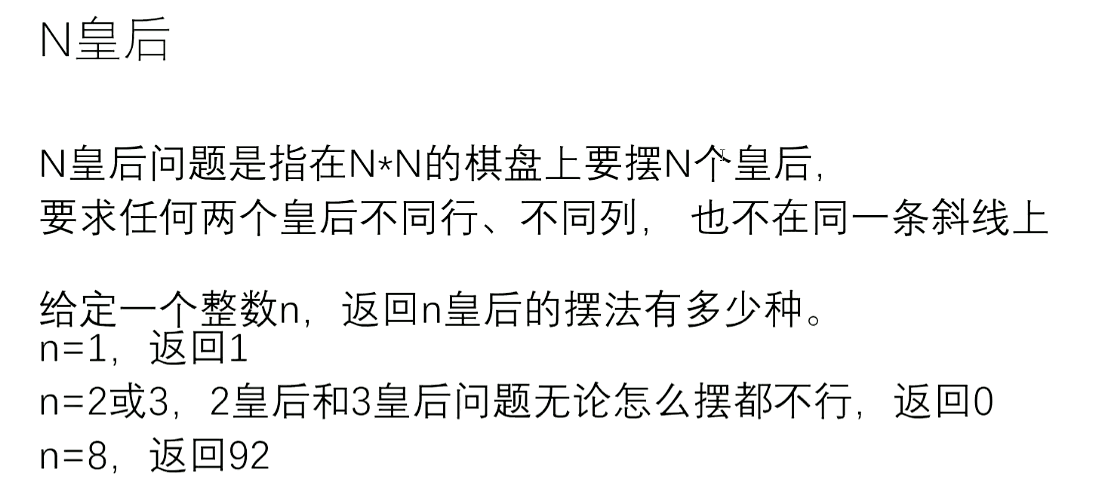 N皇后
N皇后问题是指在N*N的棋盘上要摆N个皇后，
要求任何两个皇后不同行、不同列， 也不在同一条斜线上
给定一个整数n，返回n皇后的摆法有多少种。
n=1，返回1
n=2或3，2皇后和3皇后问题无论怎么摆都不行，返回0
n=8，返回92